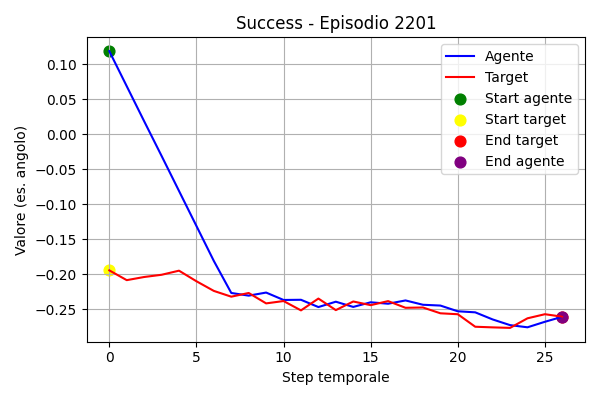 Success - Episodio 2201
Valore (es. angolo)
0.10
0.05
0.00
−0.05
−0.10
−0.15
−0.20
−0.25
0
5
10
15
20
25
Step temporale
Agente
Target
Start agente
Start target
End target
End agente